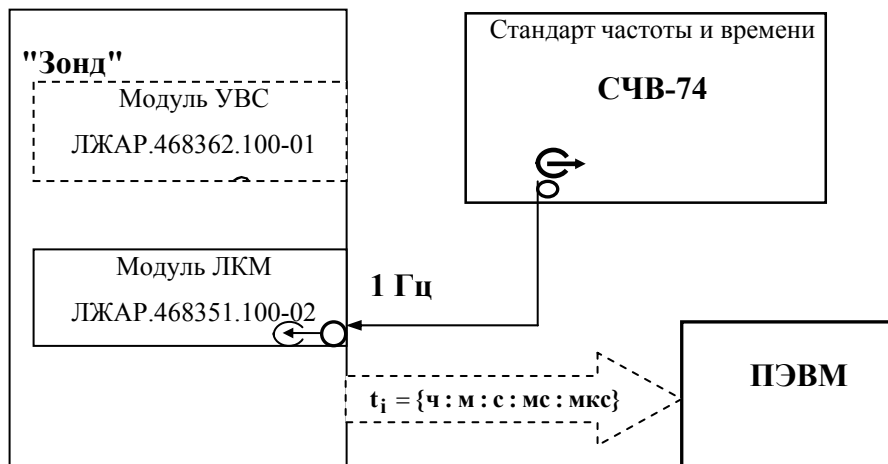 "Зонд"
Модуль УВС
ЛЖАР.468362.100-01
Стандарт частоты и времени
СЧВ-74
Модуль ЛКМ
ЛЖАР.468351.100-02
1 Гц
t i = {ч : м : с : мс : мкс}
ПЭВМ